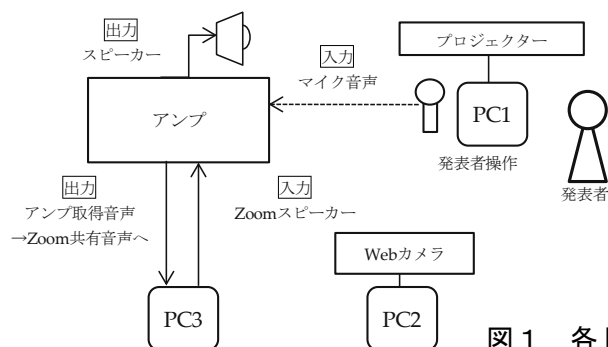 出力
スピーカー
入力
マイク音声
プロジェクター
アンプ
PC1
発表者操作
発表者
出力
アンプ取得音声
→Zoom共有音声へ
入力
Zoomスピーカー
Webカメラ
PC3
PC2
図1 各